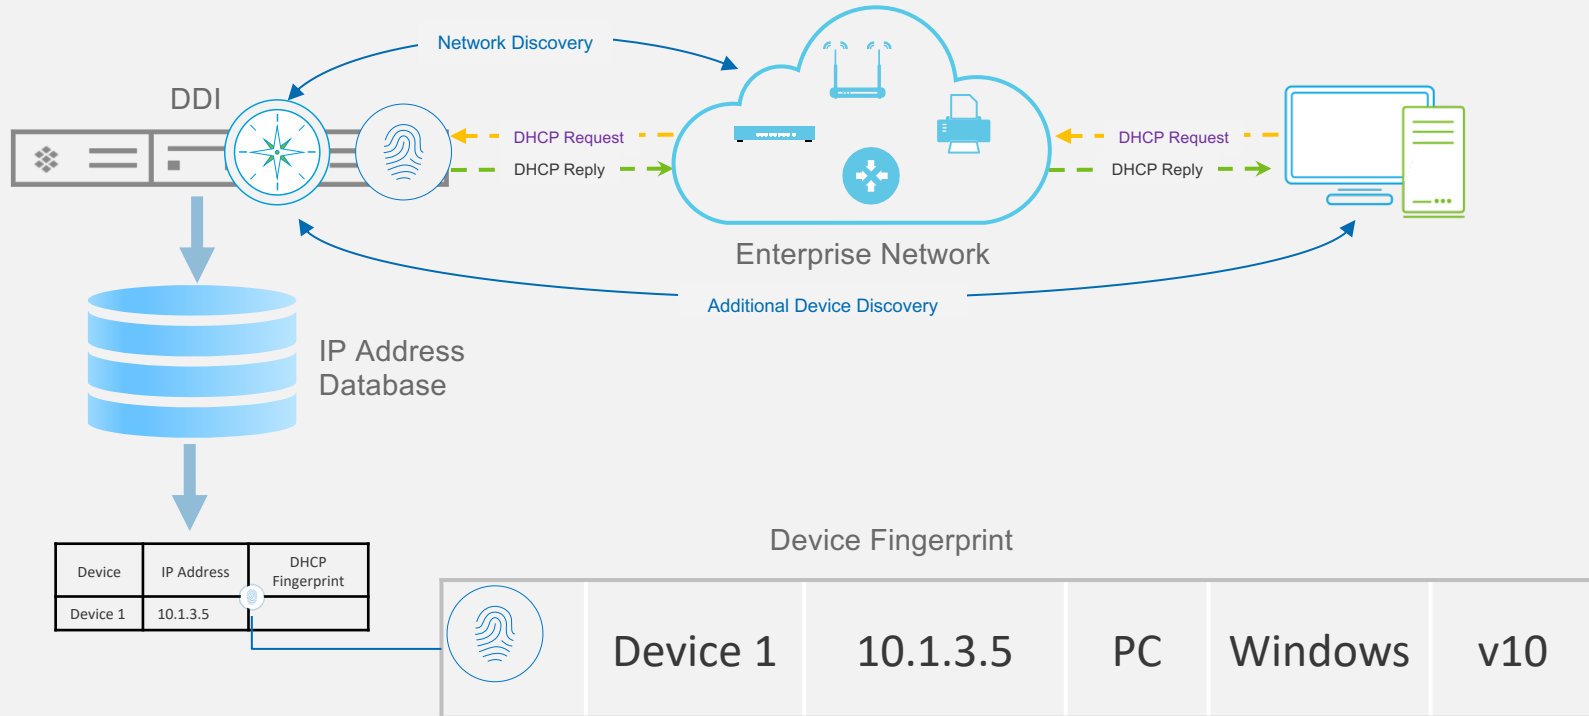 Network Discovery
DDI
DHCP Request
DHCP Reply
DHCP Request
DHCP Reply
Enterprise Network
Additional Device Discovery
IP Address
Database
Device IP Address DHCP
Fingerprint
Device 1 10.1.3.5
Device Fingerprint
Device 1 10.1.3.5 PC Windows v10